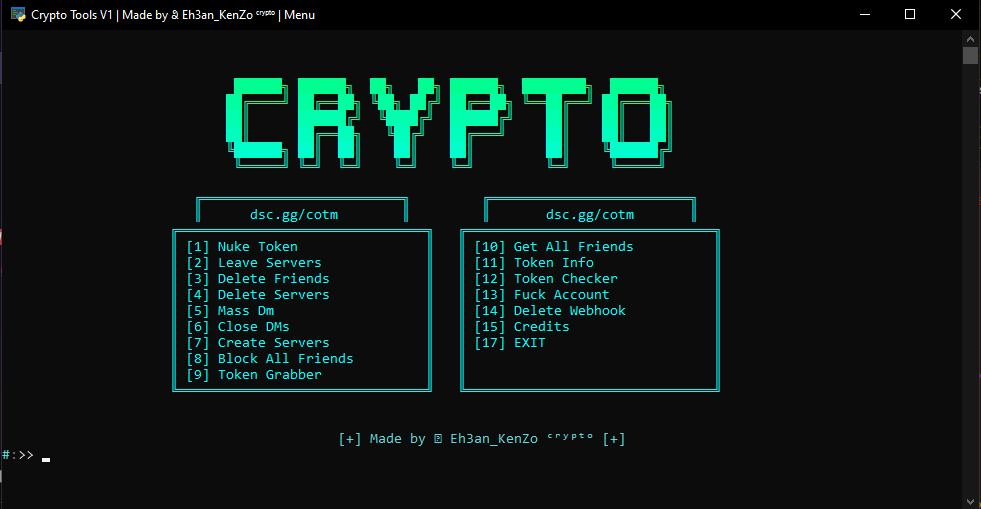 Crypto Tools V1 | Made by & Eh3an_KenZo ᶜʳʸᵖᵗᵒ | Menu
CRYPTO
dsc.gg/cotm
[1] Nuke Token
[2] Leave Servers
[3] Delete Friends
[4] Delete Servers
[5] Mass Dm
[6] Close DMs
[7] Create Servers
[8] Block All Friends
[9] Token Grabber
dsc.gg/cotm
[10] Get All Friends
[11] Token Info
[12] Token Checker
[13] Fuck Account
[14] Delete Webhook
[15] Credits
[17] EXIT
[+] Made by Eh3an_KenZo ᶜʳʸᵖᵗᵒ [+]
#:>>